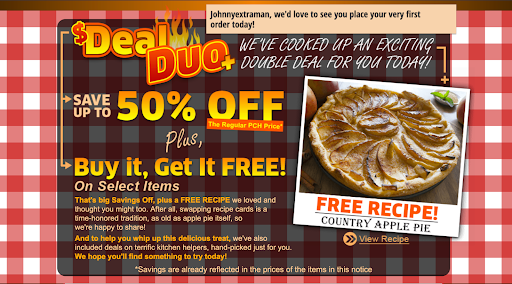 Johnnyextraman, we'd love to see you place your very first
order today!
$Deal
Duo+
WE'VE COOKED UP AN EXCITING
DOUBLE DEAL FOR YOU TODAY!
SAVE
UP TO
50% OFF
The Regular PCH Price*
Plus,
Buy it, Get It FREE!
On Select Items
That's big Savings Off, plus a FREE RECIPE we loved and
thought you might too. After all, swapping recipe cards is a
time-honored tradition, as old as apple pie itself, so
we're happy to share!
And to help you whip up this delicious treat, we've also
included deals on terrific kitchen helpers, hand-picked just for you.
We hope you'll find something to try today!
*Savings are already reflected in the prices of the items in this notice
FREE RECIPE!
COUNTRY APPLE PIE
View Recipe